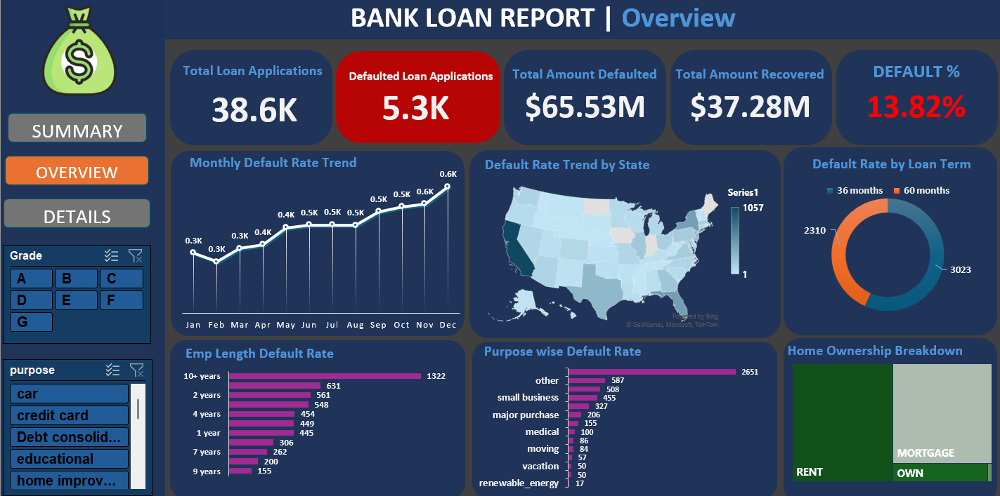 BANK LOAN REPORT | Overview
$
SUMMARY
OVERVIEW
DETAILS
Grade
A B C
D E F
G
purpose
car
credit card
Debt consolid...
educational
home improv...
Total Loan Applications
38.6K
Defaulted Loan Applications
5.3K
Total Amount Defaulted
$65.53M
Total Amount Recovered
$37.28M
DEFAULT %
13.82%
Monthly Default Rate Trend
0.3K 0.3K 0.3K 0.4K 0.4K 0.5K 0.5K 0.5K 0.5K 0.5K 0.6K 0.6K
Jan Feb Mar Apr May Jun Jul Aug Sep Oct Nov Dec
Default Rate Trend by State
Series1
1057
1
Powered by Bing
© GeoNames, Microsoft, TomTom
Default Rate by Loan Term
36 months 60 months
2310
3023
Emp Length Default Rate
10+ years 1322
631
2 years 561
548
4 years 454
449
1 year 445
306
7 years 262
200
9 years 155
Purpose wise Default Rate
2651
other 587
508
small business 455
327
major purchase 206
155
medical 100
86
moving 84
57
vacation 50
50
renewable_energy 17
Home Ownership Breakdown
RENT
MORTGAGE
OWN